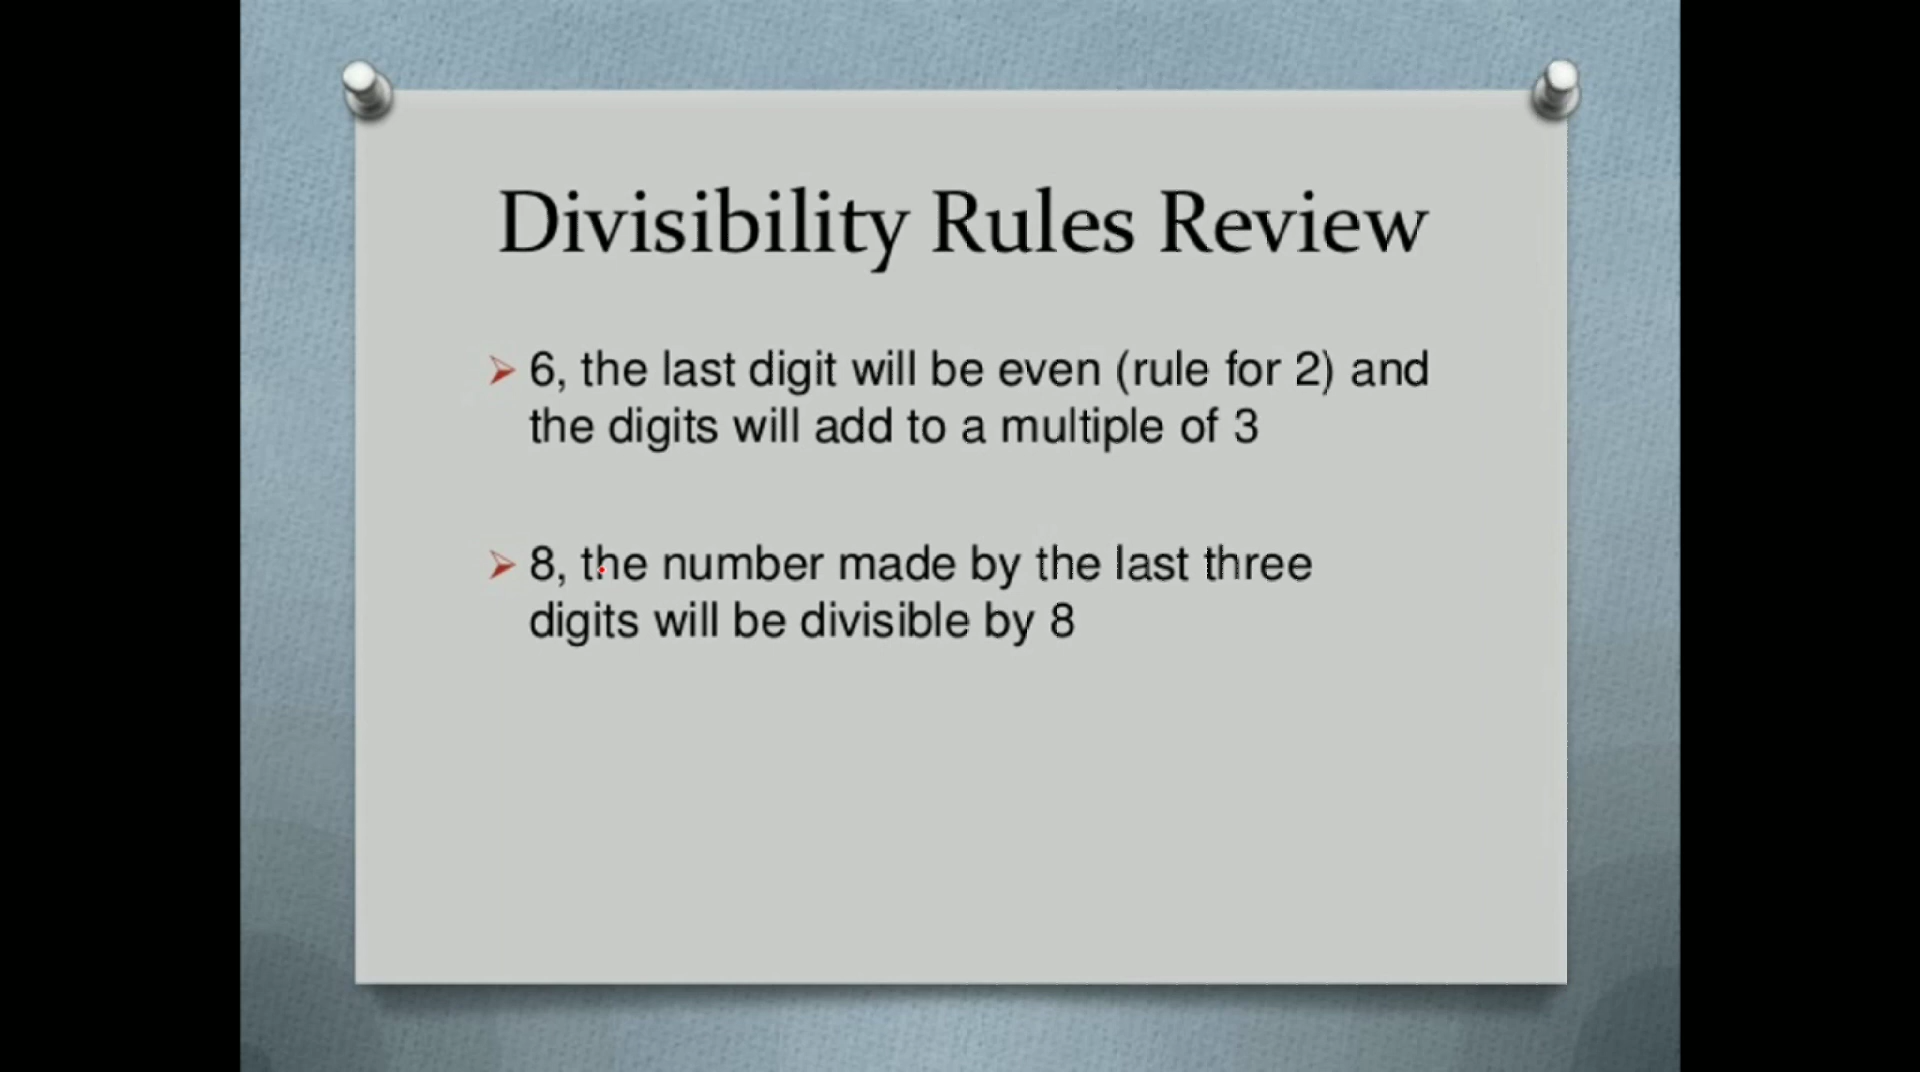 Divisibility Rules Review
6, the last digit will be even (rule for 2) and
the digits will add to a multiple of 3
8, the number made by the last three
digits will be divisible by 8